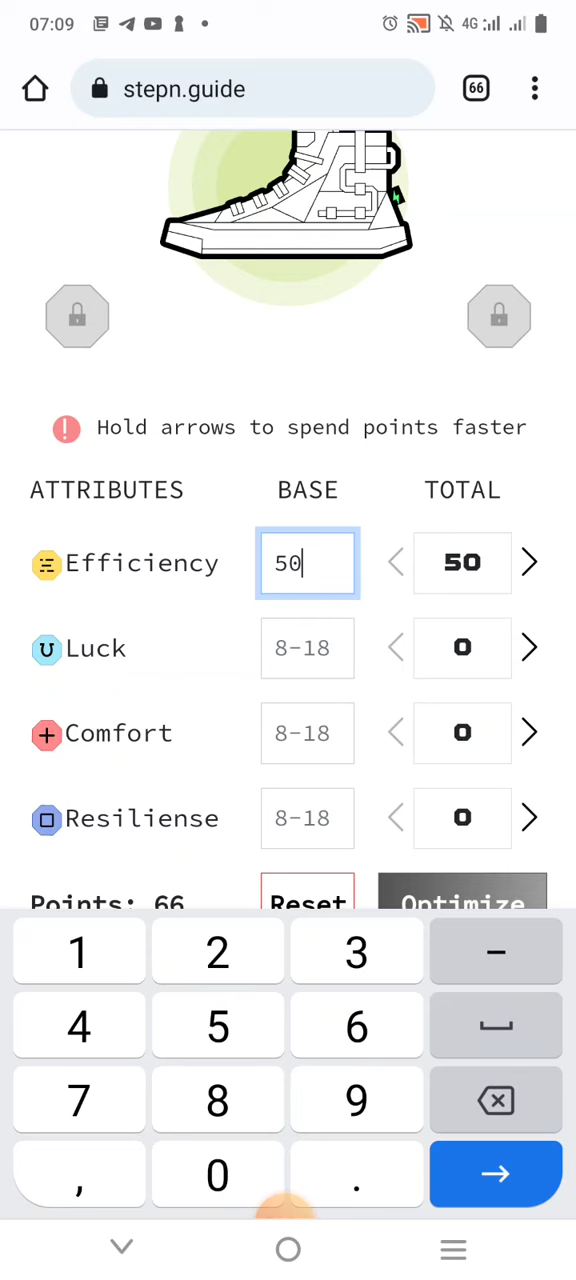 07:09
4G
stepn.guide
66
Hold arrows to spend points faster
ATTRIBUTES BASE TOTAL
Efficiency 50 50
Luck 8-18 0
Comfort 8-18 0
Resiliense 8-18 0
Points: 66 Reset Optimize
1 2 3 -
4 5 6
7 8 9
, 0 .